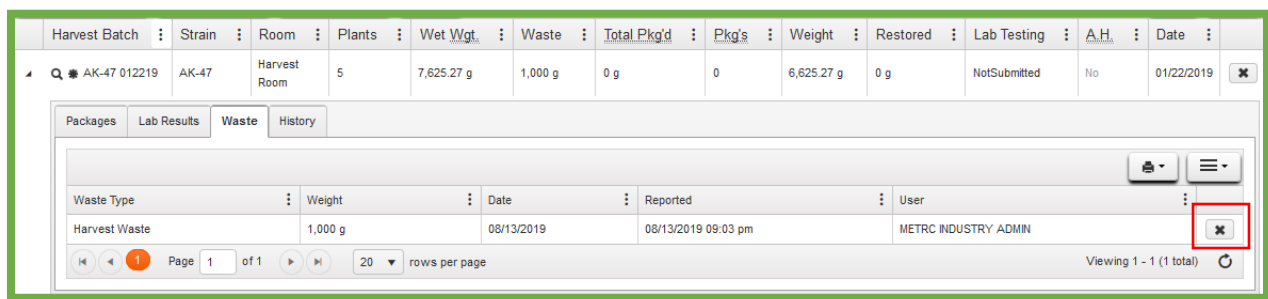 Harvest Batch Strain Room Plants Wet Wgt. Waste Total Pkg'd Pkg's Weight Restored Lab Testing A.H. Date
AK-47 012219 AK-47 Harvest Room 5 7,625.27 g 1,000 g 0 g 0 6,625.27 g 0 g NotSubmitted No 01/22/2019
Packages Lab Results Waste History
Waste Type Weight Date Reported User
Harvest Waste 1,000 g 08/13/2019 08/13/2019 09:03 pm METRC INDUSTRY ADMIN
1 Page 1 of 1 20 rows per page Viewing 1 - 1 (1 total)